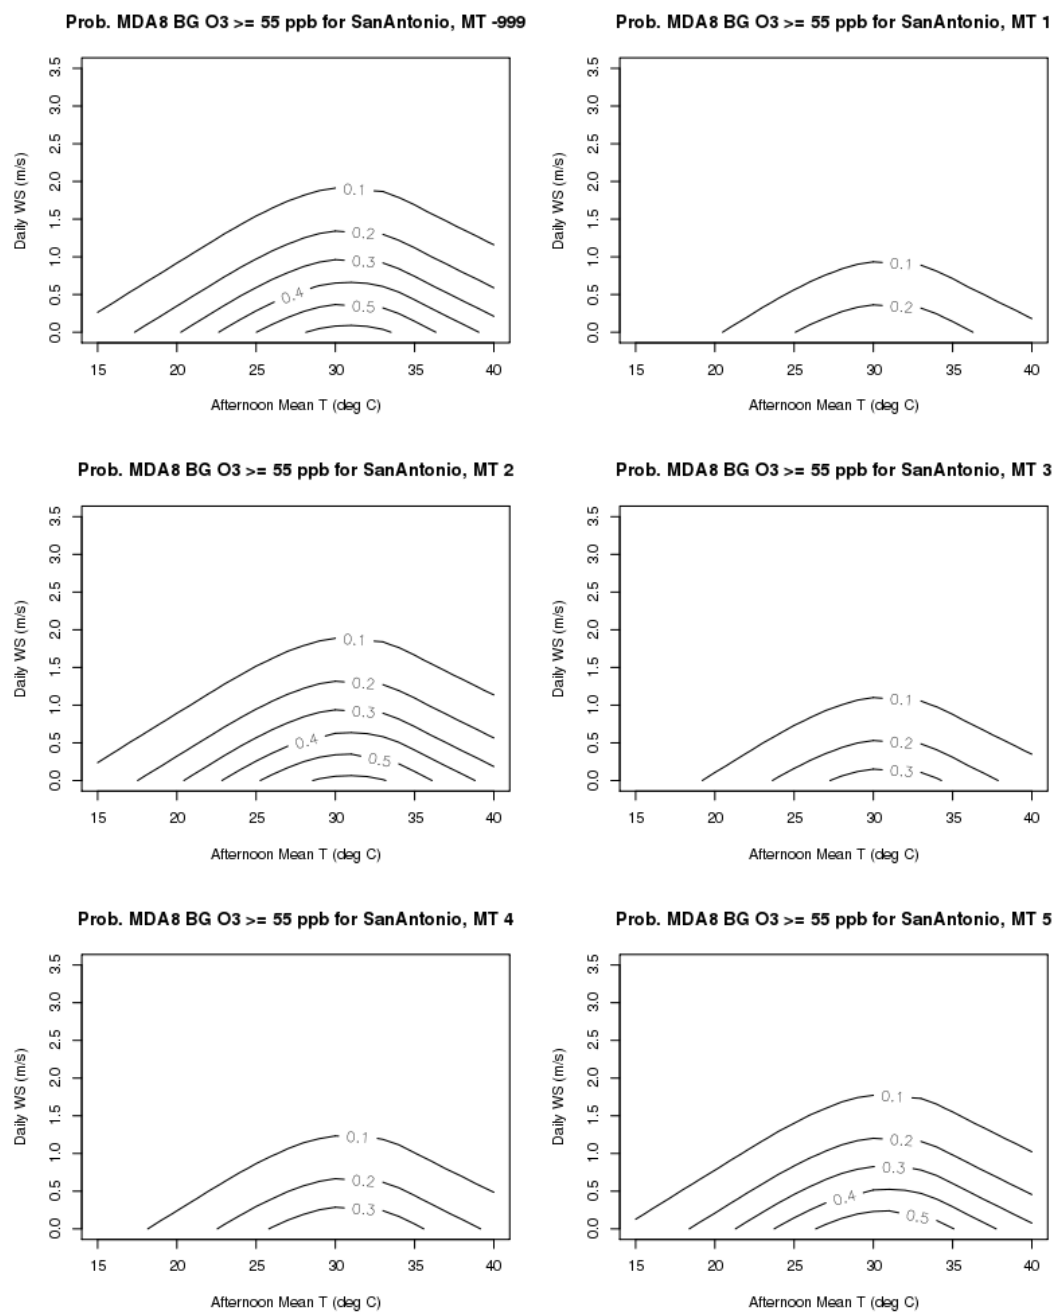 Prob. MDA8 BG O3 >= 55 ppb for SanAntonio, MT -999
Daily WS (m/s)
3.5
3.0
2.5
2.0
1.5
1.0
0.5
0.0
0.1
0.2
0.3
0.4
0.5
15 20 25 30 35 40
Afternoon Mean T (deg C)
Prob. MDA8 BG O3 >= 55 ppb for SanAntonio, MT 1
Daily WS (m/s)
3.5
3.0
2.5
2.0
1.5
1.0
0.5
0.0
0.1
0.2
15 20 25 30 35 40
Afternoon Mean T (deg C)
Prob. MDA8 BG O3 >= 55 ppb for SanAntonio, MT 2
Daily WS (m/s)
3.5
3.0
2.5
2.0
1.5
1.0
0.5
0.0
0.1
0.2
0.3
0.4
0.5
15 20 25 30 35 40
Afternoon Mean T (deg C)
Prob. MDA8 BG O3 >= 55 ppb for SanAntonio, MT 3
Daily WS (m/s)
3.5
3.0
2.5
2.0
1.5
1.0
0.5
0.0
0.1
0.2
0.3
15 20 25 30 35 40
Afternoon Mean T (deg C)
Prob. MDA8 BG O3 >= 55 ppb for SanAntonio, MT 4
Daily WS (m/s)
3.5
3.0
2.5
2.0
1.5
1.0
0.5
0.0
0.1
0.2
0.3
15 20 25 30 35 40
Afternoon Mean T (deg C)
Prob. MDA8 BG O3 >= 55 ppb for SanAntonio, MT 5
Daily WS (m/s)
3.5
3.0
2.5
2.0
1.5
1.0
0.5
0.0
0.1
0.2
0.3
0.4
0.5
15 20 25 30 35 40
Afternoon Mean T (deg C)